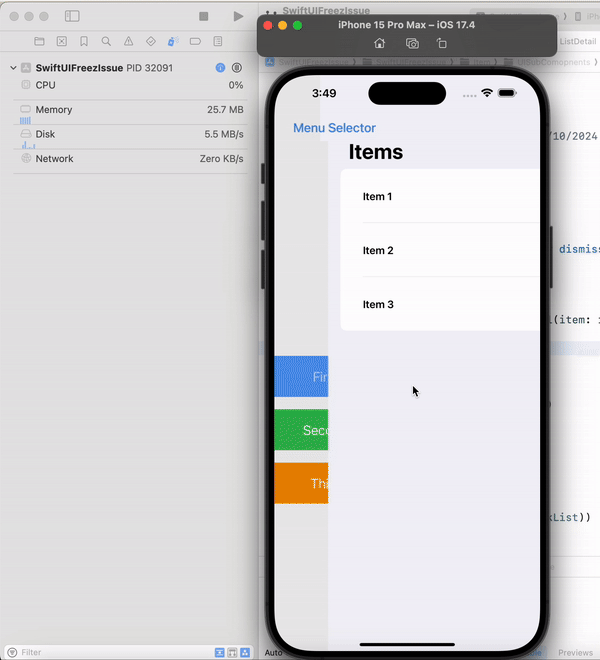 SwiftUIFreezIssue
SwiftUIFreezIssue PID 32091
CPU 0%
Memory 25.7 MB
Disk 5.5 MB/s
Network Zero KB/s
Filter
iPhone 15 Pro Max – iOS 17.4
ListDetail
3:49
Menu Selector
Items
Item 1
Item 2
Item 3
Fir
Seco
Thi
/10/2024
dismiss
(item:
List))
Auto
Previews